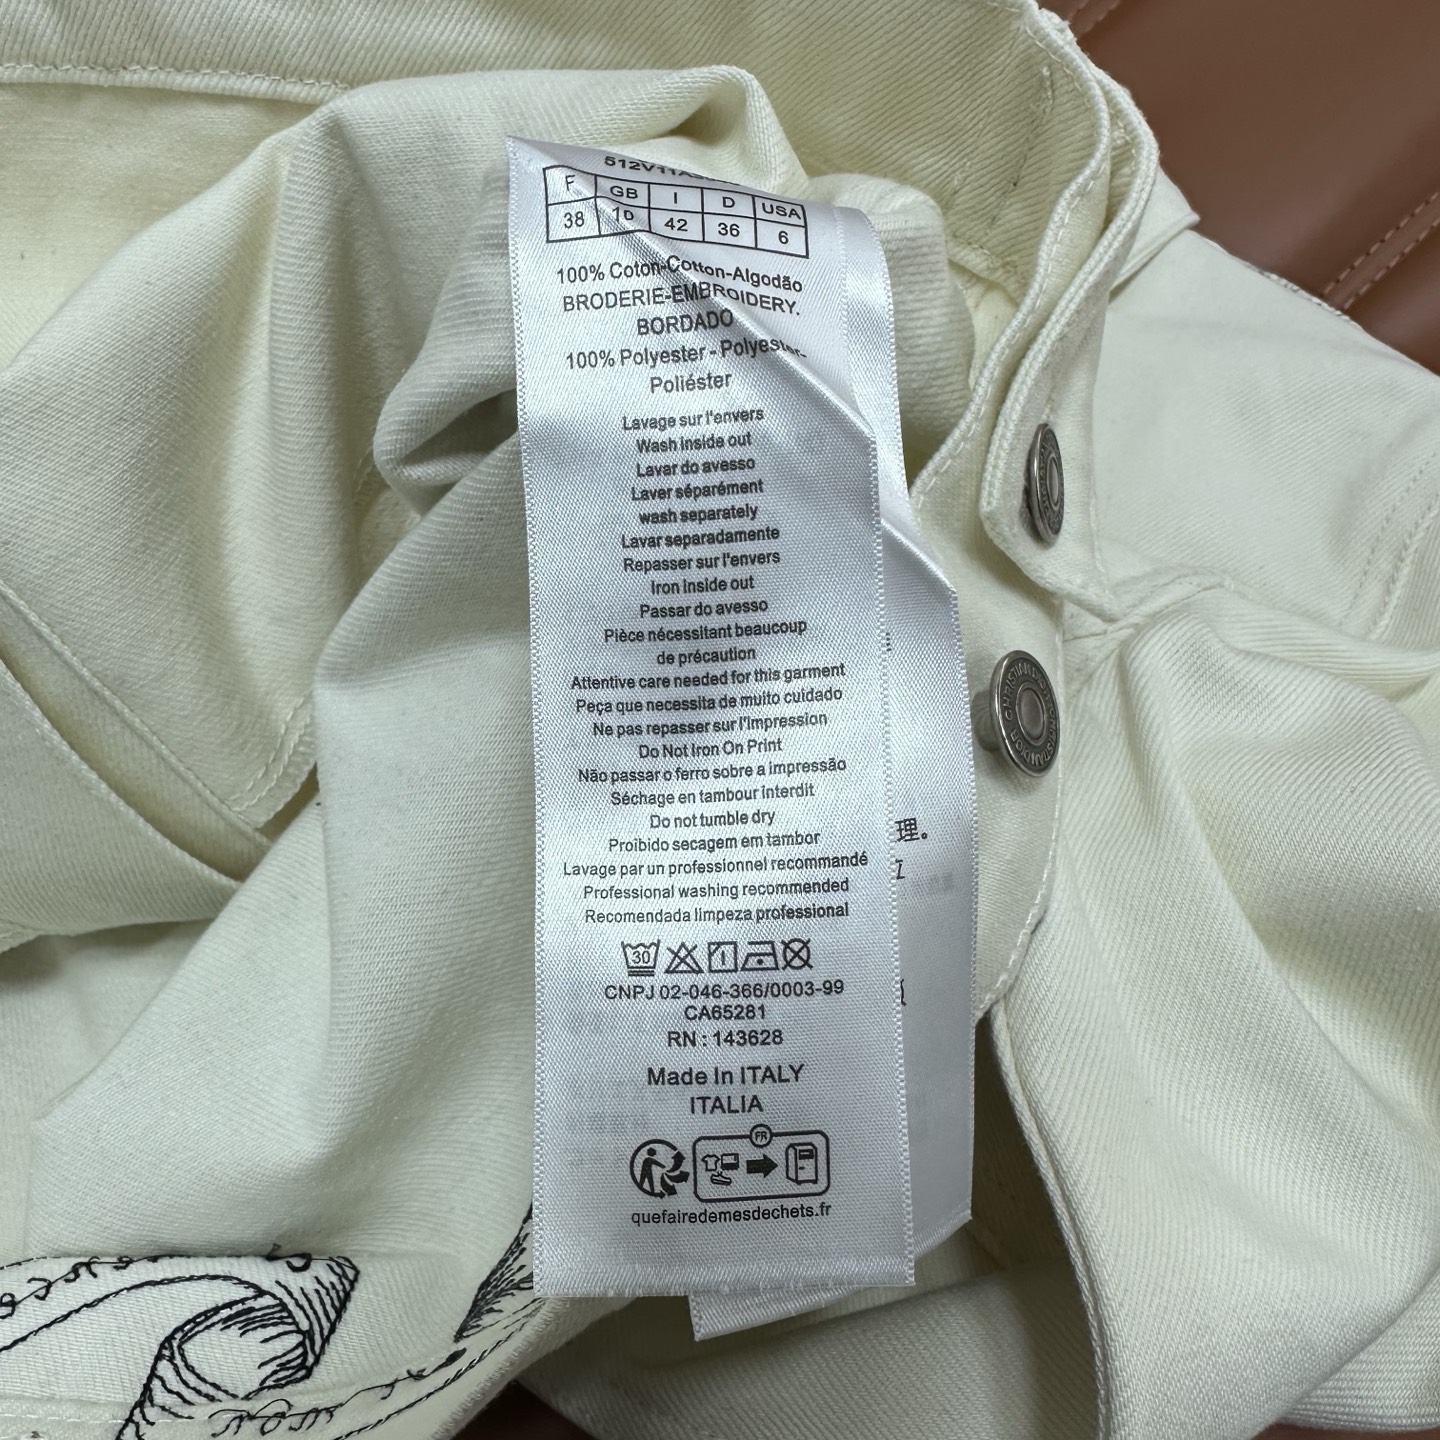 F GB I D USA
38 10 42 36 6
100% Coton-Cotton-Algodão
BRODERIE-EMBROIDERY.
BORDADO
100% Polyester - Polyester-
Poliéster
Lavage sur l'envers
Wash inside out
Lavar do avesso
Laver séparément
wash separately
Lavar separadamente
Repasser sur l'envers
Iron Inside out
Passar do avesso
Pièce nécessitant beaucoup
de précaution
Attentive care needed for this garment
Peça que necessita de muito cuidado
Ne pas repasser sur l'impression
Do Not Iron On Print
Não passar o ferro sobre a impressão
Séchage en tambour interdit
Do not tumble dry
Proibido secagem em tambor
Lavage par un professionnel recommandé
Professional washing recommended
Recomendada limpeza professional
30
CNPJ 02-046-366/0003-99
CA65281
RN : 143628
Made In ITALY
ITALIA
FR
quefairedemesdechets.fr
理。
CHRISTIAN DIOR